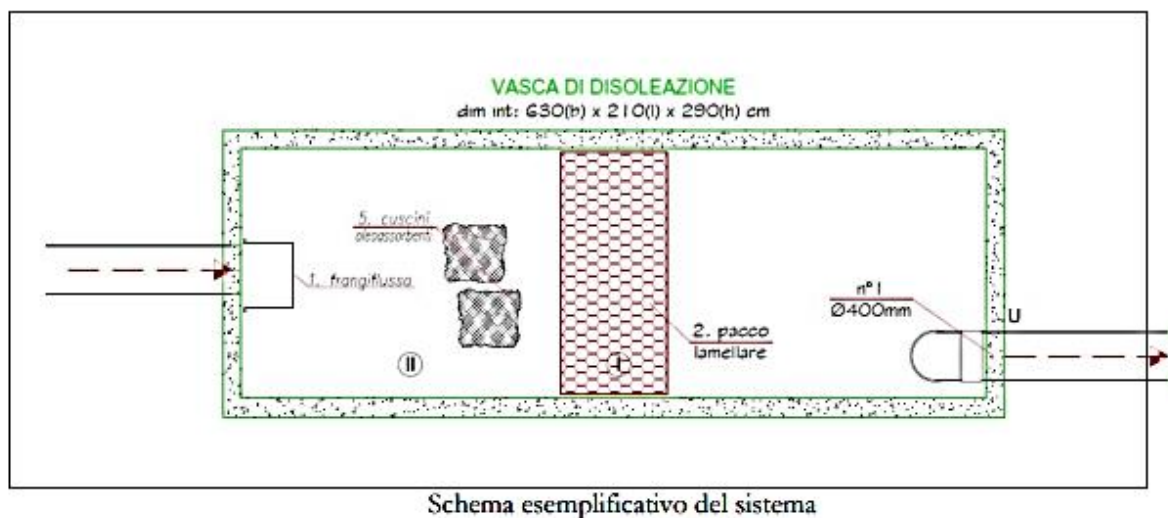 VASCA DI DISOLEAZIONE
dim int: 630(b) x 210(l) x 290(h) cm
5. cuscini
oleoassorbenti
1. frangiflusso
n°1
Ø400mm
U
2. pacco
lamellare
II
I
Schema esemplificativo del sistema